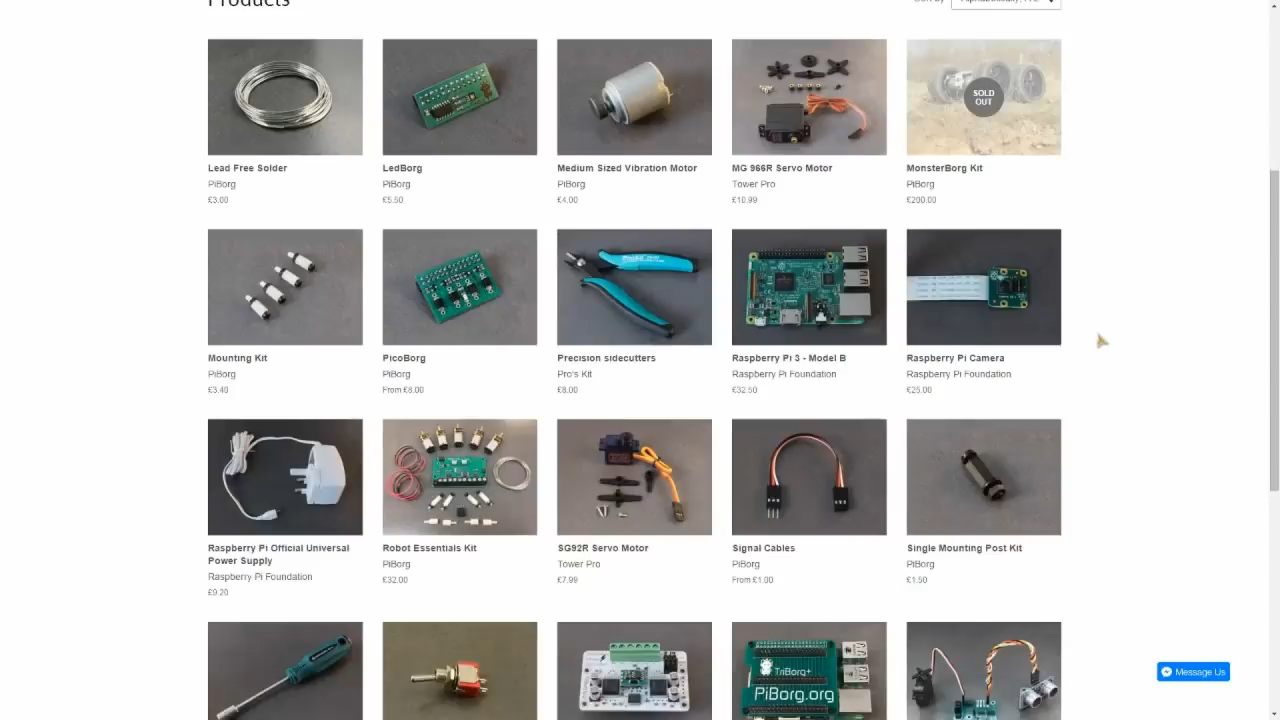 Products
Sort by Alphabetically, A-Z
SOLD
OUT
Lead Free Solder
PiBorg
£3.00
LedBorg
PiBorg
£5.50
Medium Sized Vibration Motor
PiBorg
£4.00
MG 966R Servo Motor
Tower Pro
£10.99
MonsterBorg Kit
PiBorg
£200.00
Mounting Kit
PiBorg
£3.40
PicoBorg
PiBorg
From £8.00
Precision sidecutters
Pro's Kit
£8.00
Raspberry Pi 3 - Model B
Raspberry Pi Foundation
£32.50
Raspberry Pi Camera
Raspberry Pi Foundation
£25.00
Raspberry Pi Official Universal
Power Supply
Raspberry Pi Foundation
£9.20
Robot Essentials Kit
PiBorg
£32.00
SG92R Servo Motor
Tower Pro
£7.99
Signal Cables
PiBorg
From £1.00
Single Mounting Post Kit
PiBorg
£1.50
TriBorg+
PiBorg.org
Message Us